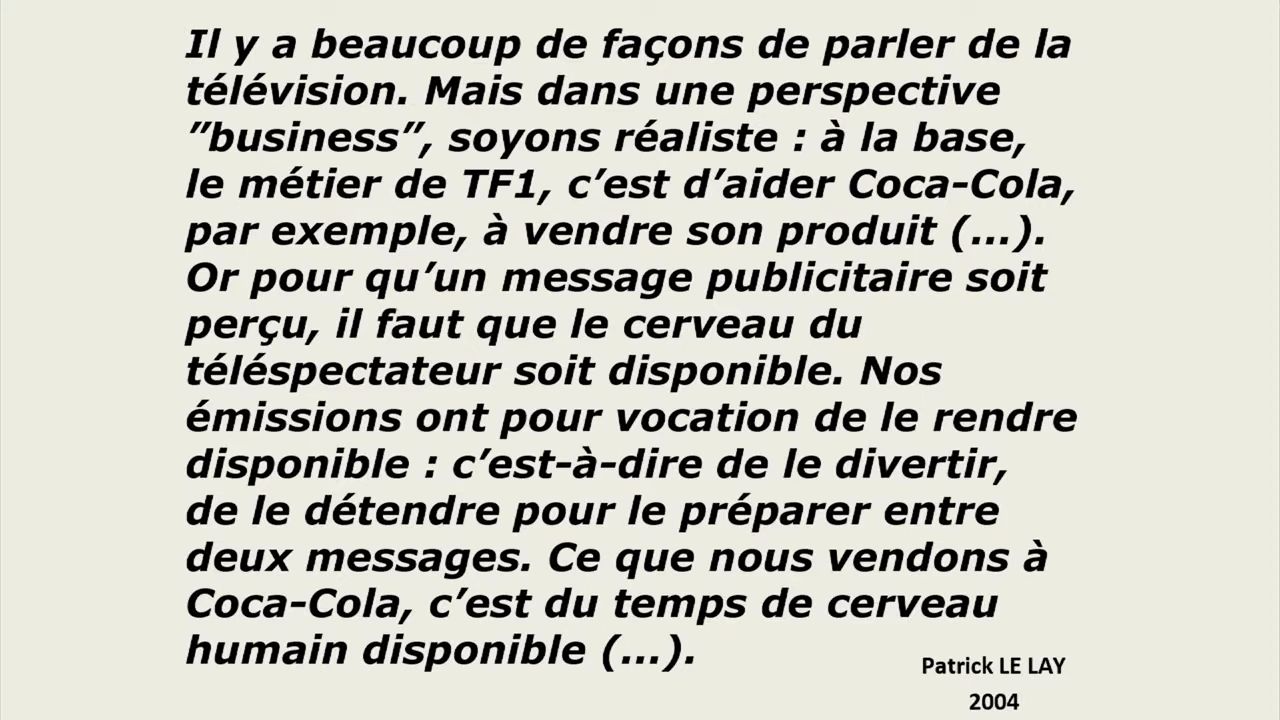 Il y a beaucoup de façons de parler de la
télévision. Mais dans une perspective
”business”, soyons réaliste : à la base,
le métier de TF1, c’est d’aider Coca-Cola,
par exemple, à vendre son produit (...).
Or pour qu’un message publicitaire soit
perçu, il faut que le cerveau du
téléspectateur soit disponible. Nos
émissions ont pour vocation de le rendre
disponible : c’est-à-dire de le divertir,
de le détendre pour le préparer entre
deux messages. Ce que nous vendons à
Coca-Cola, c’est du temps de cerveau
humain disponible (...).
Patrick LE LAY
2004